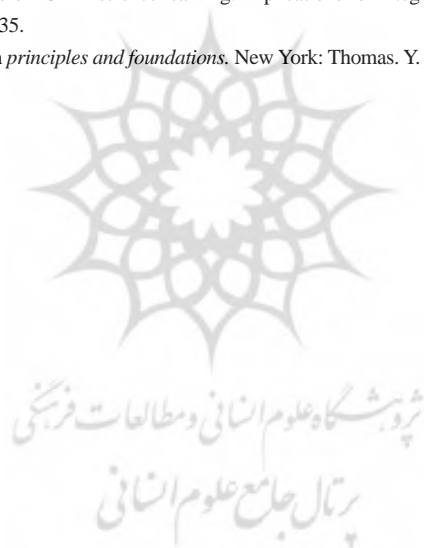 35.
principles and foundations. New York: Thomas. Y.
پژوهشگاه علوم انسانی و مطالعات فرهنگی
پرتال جامع علوم انسانی